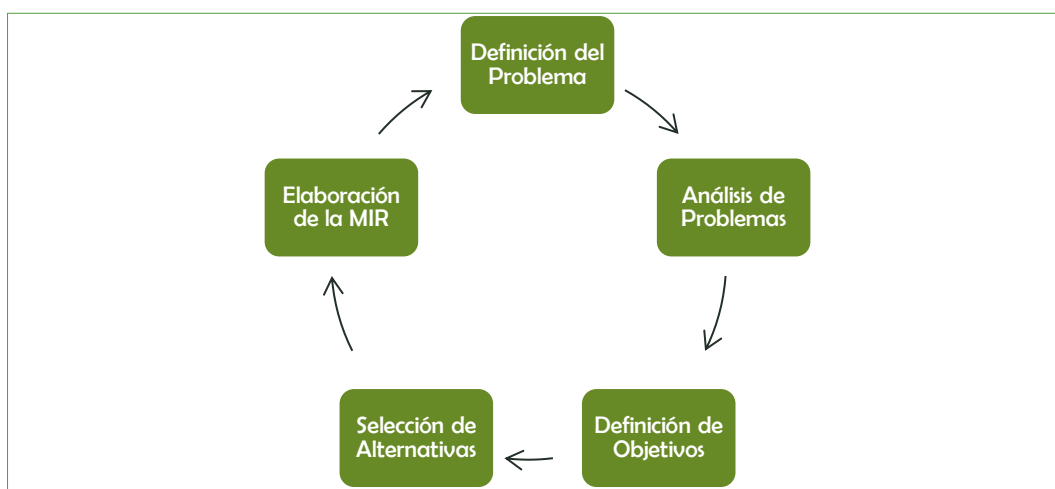 Definición del
Problema
Análisis de
Problemas
Definición de
Objetivos
Selección de
Alternativas
Elaboración
de la MIR